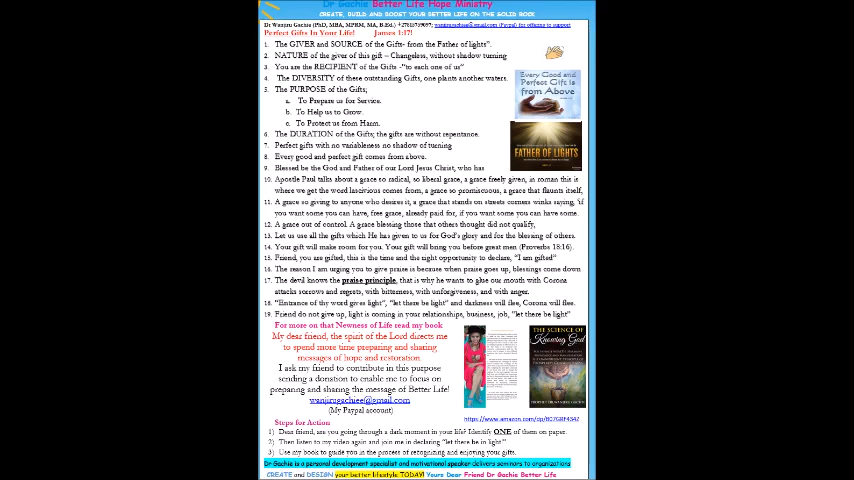 Dr Gachie Better Life Hope Ministry
CREATE, BUILD AND BOOST YOUR BETTER LIFE ON THE SOLID BOOK
Dr Wanjiru Gachie (PhD, MBA, MPRM, MA, B.Ed.)
for offering to support
Perfect Gifts In Your Life! James 1:17!
1. The GIVER and SOURCE of the Gifts- from the Father of lights".
2. NATURE of the giver of this gift – Changeless, without shadow turning
3. You are the RECIPIENT of the Gifts -"to each one of us"
4. The DIVERSITY of these outstanding Gifts, one plants another waters.
5. The PURPOSE of the Gifts;
a. To Prepare us for Service.
b. To Help us to Grow.
c. To Protect us from Harm.
6. The DURATION of the Gifts; the gifts are without repentance.
7. Perfect gifts with no variableness no shadow of turning
8. Every good and perfect gift comes from above.
9. Blessed be the God and Father of our Lord Jesus Christ, who has
10. Apostle Paul talks about a grace so radical, so liberal grace, a grace freely given, in roman this is
where we get the word lascivious comes from, a grace so promiscuous, a grace that flaunts itself,
11. A grace so giving to anyone who desires it, a grace that stands on streets corners winks saying, 'if
you want some you can have, free grace, already paid for, if you want some you can have some.
12. A grace out of control. A grace blessing those that others thought did not qualify,
13. Let us use all the gifts which He has given to us for God's glory and for the blessing of others.
14. Your gift will make room for you. Your gift will bring you before great men (Proverbs 18:16).
15. Friend, you are gifted, this is the time and the right opportunity to declare, "I am gifted"
16. The reason I am urging you to give praise is because when praise goes up, blessings come down
17. The devil knows the praise principle, that is why he wants to glue our mouth with Corona
attacks sorrows and regrets, with bitterness, with unforgiveness, and with anger.
18. "Entrance of thy word gives light", "let there be light" and darkness will flee, Corona will flee.
19. Friend do not give up, light is coming in your relationships, business, job, "let there be light"
Every Good and
Perfect Gift is
from Above
FATHER OF LIGHTS
For more on that Newness of Life read my book
My dear friend, the spirit of the Lord directs me
to spend more time preparing and sharing
messages of hope and restoration.
I ask my friend to contribute in this purpose
sending a donation to enable me to focus on
preparing and sharing the message of Better Life!
wanjirugachiee@gmail.com
(My Paypal account)
THE SCIENCE OF
Knowing God
Steps for Action
1) Dear friend, are you going through a dark moment in your life? Identify ONE of them on paper.
2) Then listen to my video again and join me in declaring "let there be in light"
3) Use my book to guide you in the process of recognizing and enjoying your gifts.
Dr Gachie is a personal development specialist and motivational speaker delivers seminars to organizations
CREATE and DESIGN your better lifestyle TODAY! Yours Dear Friend Dr Gachie Better Life